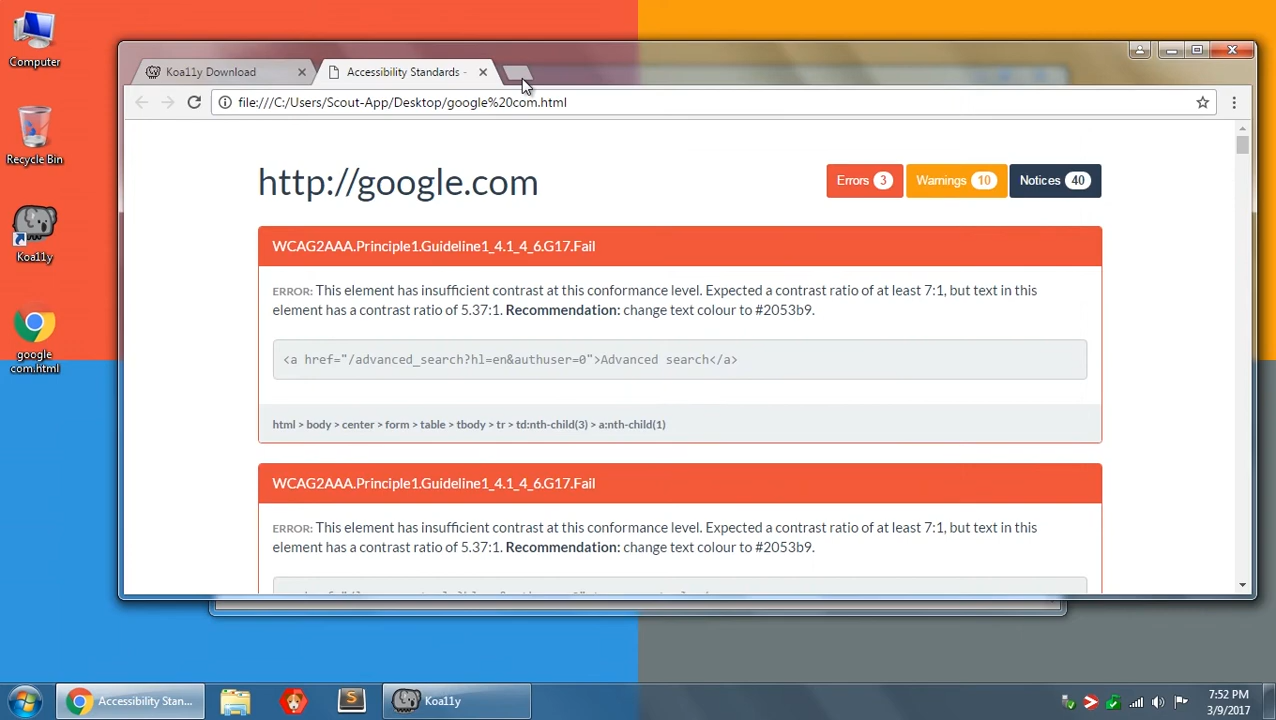 Computer
Recycle Bin
Koa11y
google
com.html
Koa11y Download
Accessibility Standards -
file:///C:/Users/Scout-App/Desktop/google%20com.html
http://google.com
Errors 3
Warnings 10
Notices 40
WCAG2AAA.Principle1.Guideline1_4.1_4_6.G17.Fail
ERROR: This element has insufficient contrast at this conformance level. Expected a contrast ratio of at least 7:1, but text in this
element has a contrast ratio of 5.37:1. Recommendation: change text colour to #2053b9.
<a href="/advanced_search?hl=en&authuser=0">Advanced search</a>
html > body > center > form > table > tbody > tr > td:nth-child(3) > a:nth-child(1)
WCAG2AAA.Principle1.Guideline1_4.1_4_6.G17.Fail
ERROR: This element has insufficient contrast at this conformance level. Expected a contrast ratio of at least 7:1, but text in this
element has a contrast ratio of 5.37:1. Recommendation: change text colour to #2053b9.
Accessibility Stan...
Koa11y
7:52 PM
3/9/2017